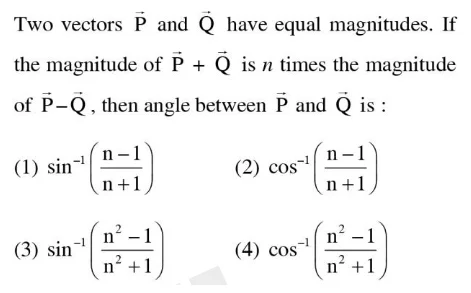 Two vectors P⃗ and Q⃗ have equal magnitudes. If
the magnitude of P⃗ + Q⃗ is n times the magnitude
of P⃗–Q⃗, then angle between P⃗ and Q⃗ is :
(1) sin⁻¹((n–1)/(n+1)) (2) cos⁻¹((n–1)/(n+1))
(3) sin⁻¹((n²–1)/(n²+1)) (4) cos⁻¹((n²–1)/(n²+1))